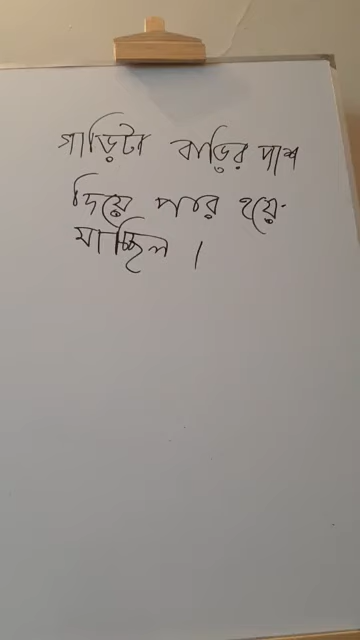 গাড়িটা বাড়ির পাশ
দিয়ে পার হয়ে
যাচ্ছিল ।